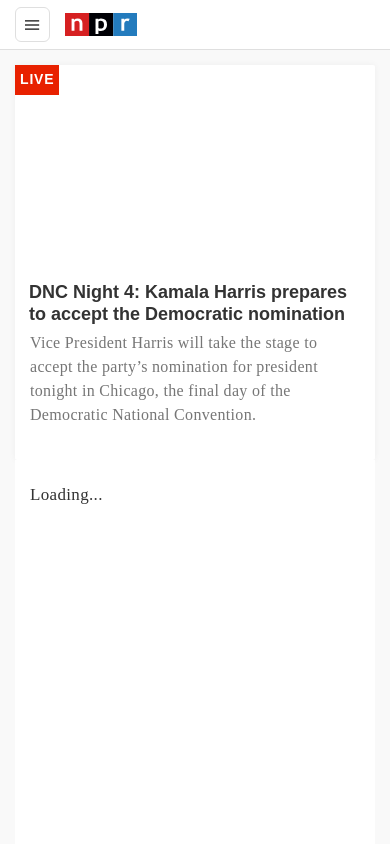 npr
LIVE
DNC Night 4: Kamala Harris prepares
to accept the Democratic nomination
Vice President Harris will take the stage to
accept the party’s nomination for president
tonight in Chicago, the final day of the
Democratic National Convention.
Loading...